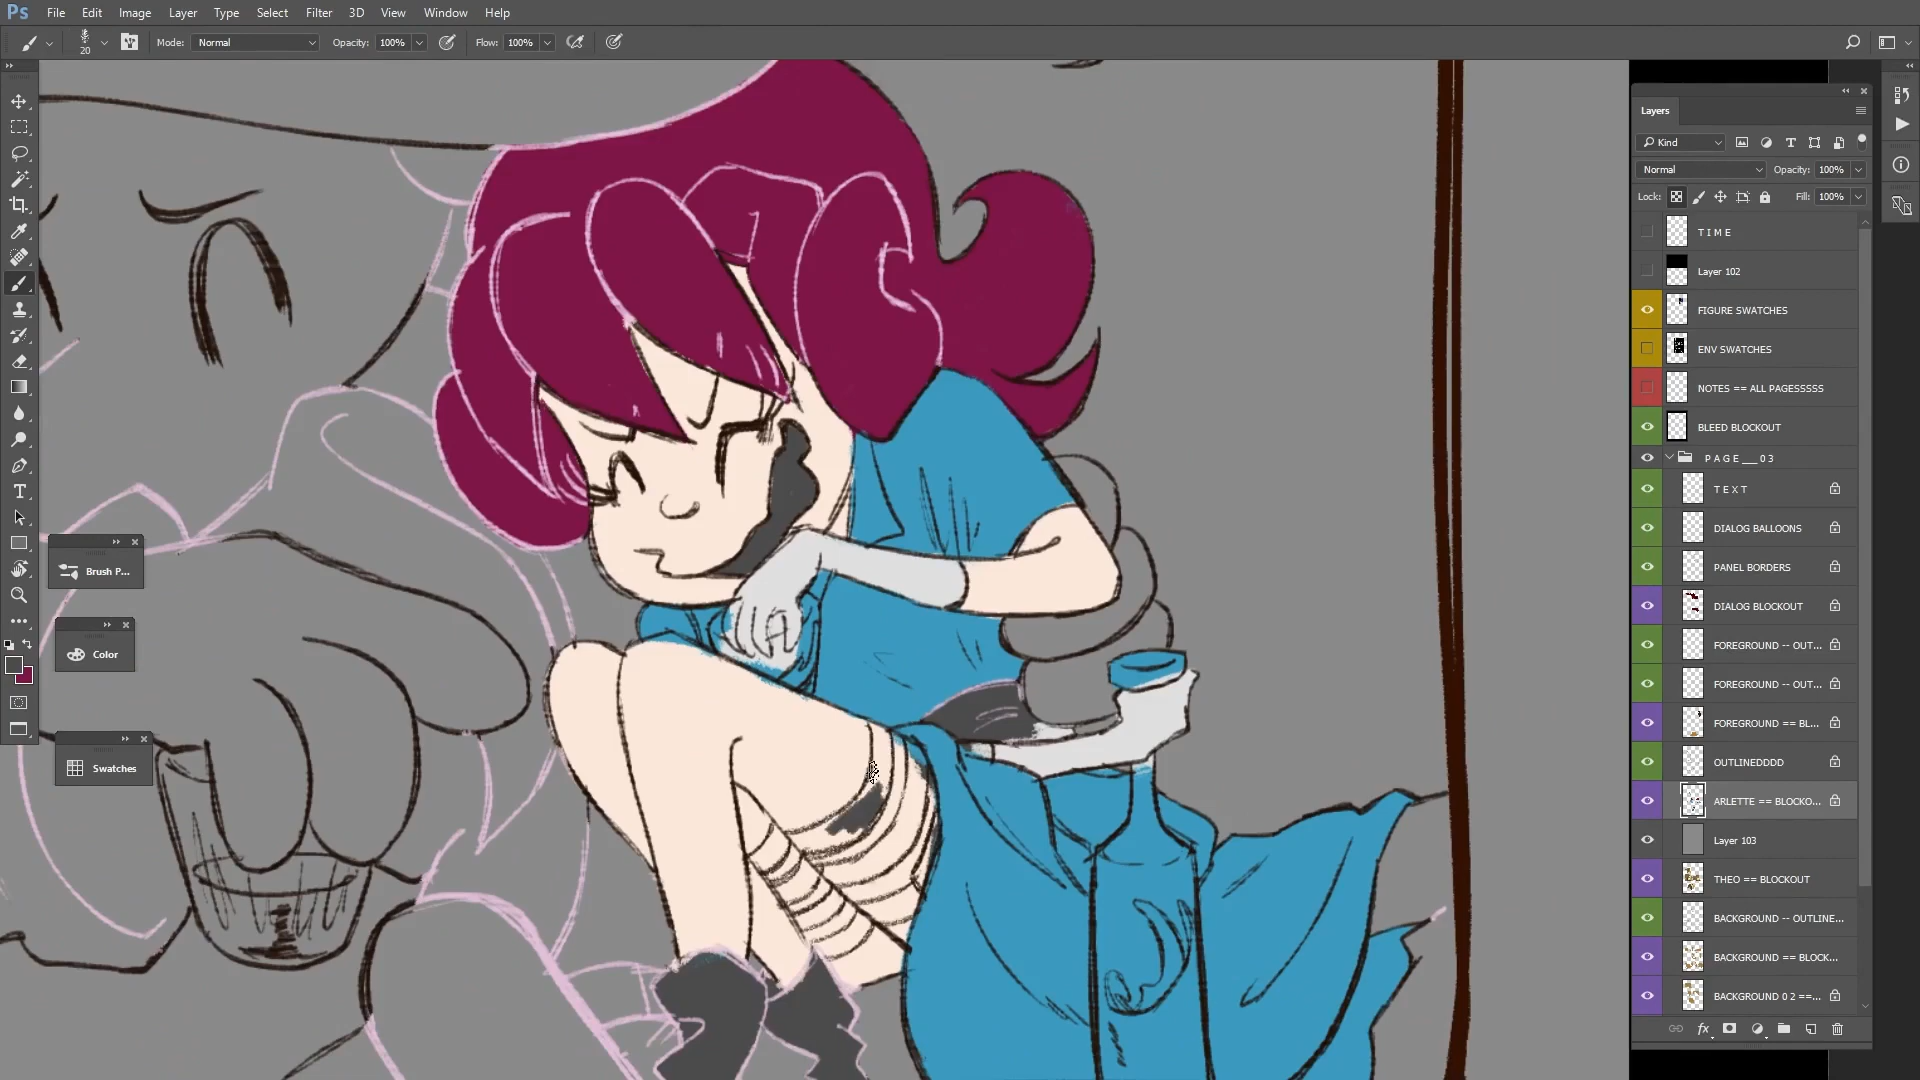 Ps File Edit Image Layer Type Select Filter 3D View Window Help
20 Mode: Normal Opacity: 100% Flow: 100%
Layers
Kind
Normal Opacity: 100%
Lock: Fill: 100%
T I M E
Layer 102
FIGURE SWATCHES
ENV SWATCHES
NOTES == ALL PAGESSSSS
BLEED BLOCKOUT
P A G E __ 0 3
T E X T
DIALOG BALLOONS
PANEL BORDERS
DIALOG BLOCKOUT
FOREGROUND -- OUT...
FOREGROUND -- OUT...
FOREGROUND == BL...
OUTLINEDDDD
ARLETTE == BLOCKO...
Layer 103
THEO == BLOCKOUT
BACKGROUND -- OUTLINE...
BACKGROUND == BLOCK...
BACKGROUND 0 2 ==...
Brush P...
Color
Swatches